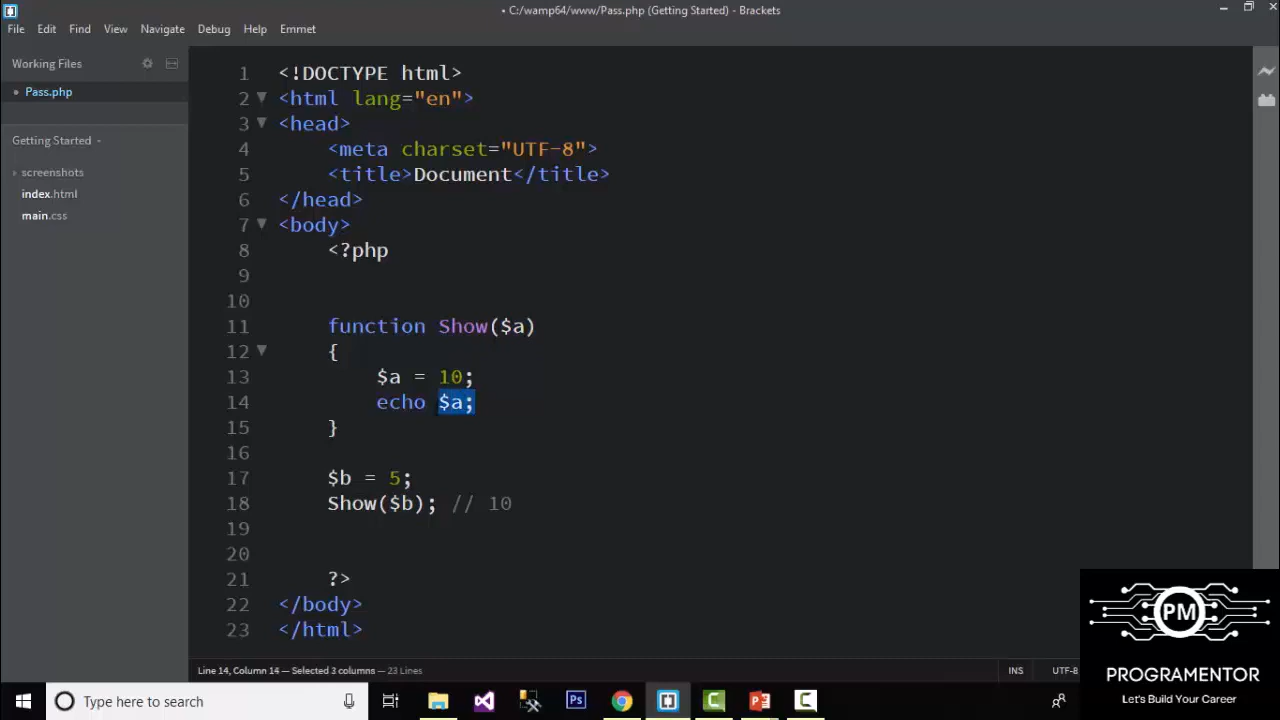 • C:/wamp64/www/Pass.php (Getting Started) - Brackets
File Edit Find View Navigate Debug Help Emmet
Working Files
• Pass.php
Getting Started
screenshots
index.html
main.css
1 <!DOCTYPE html>
2 <html lang="en">
3 <head>
4 <meta charset="UTF-8">
5 <title>Document</title>
6 </head>
7 <body>
8 <?php
9
10
11 function Show($a)
12 {
13 $a = 10;
14 echo $a;
15 }
16
17 $b = 5;
18 Show($b); // 10
19
20
21 ?>
22 </body>
23 </html>
Line 14, Column 14 — Selected 3 columns — 23 Lines
INS
UTF-8
PM
PROGRAMENTOR
Let's Build Your Career
Type here to search
Ps